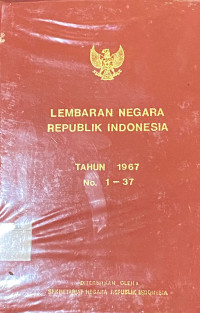 LEMBARAN NEGARA
REPUBLIK INDONESIA
TAHUN 1967
No. 1 – 37
DITERBITKAN OLEH :
SEKRETARIAT NEGARA REPUBLIK INDONESIA